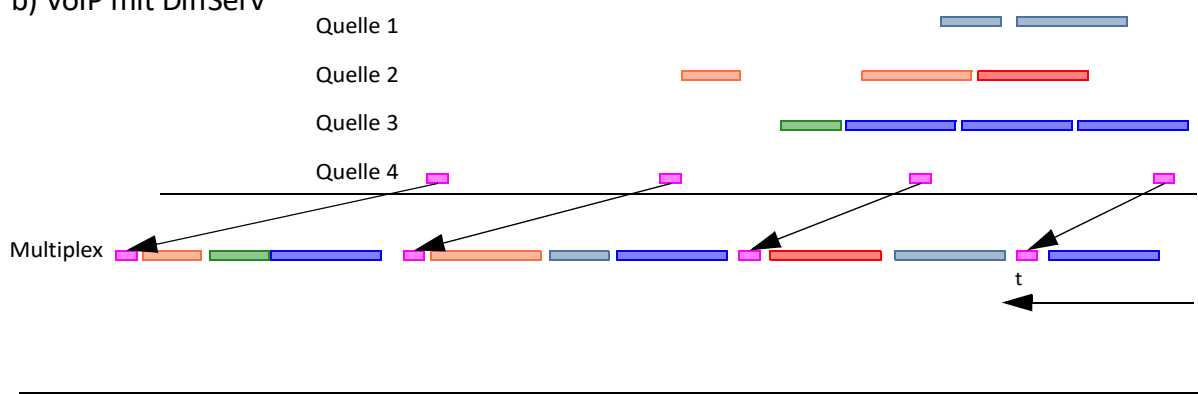 b) VoIP mit DiffServ
Quelle 1
Quelle 2
Quelle 3
Quelle 4
Multiplex
t